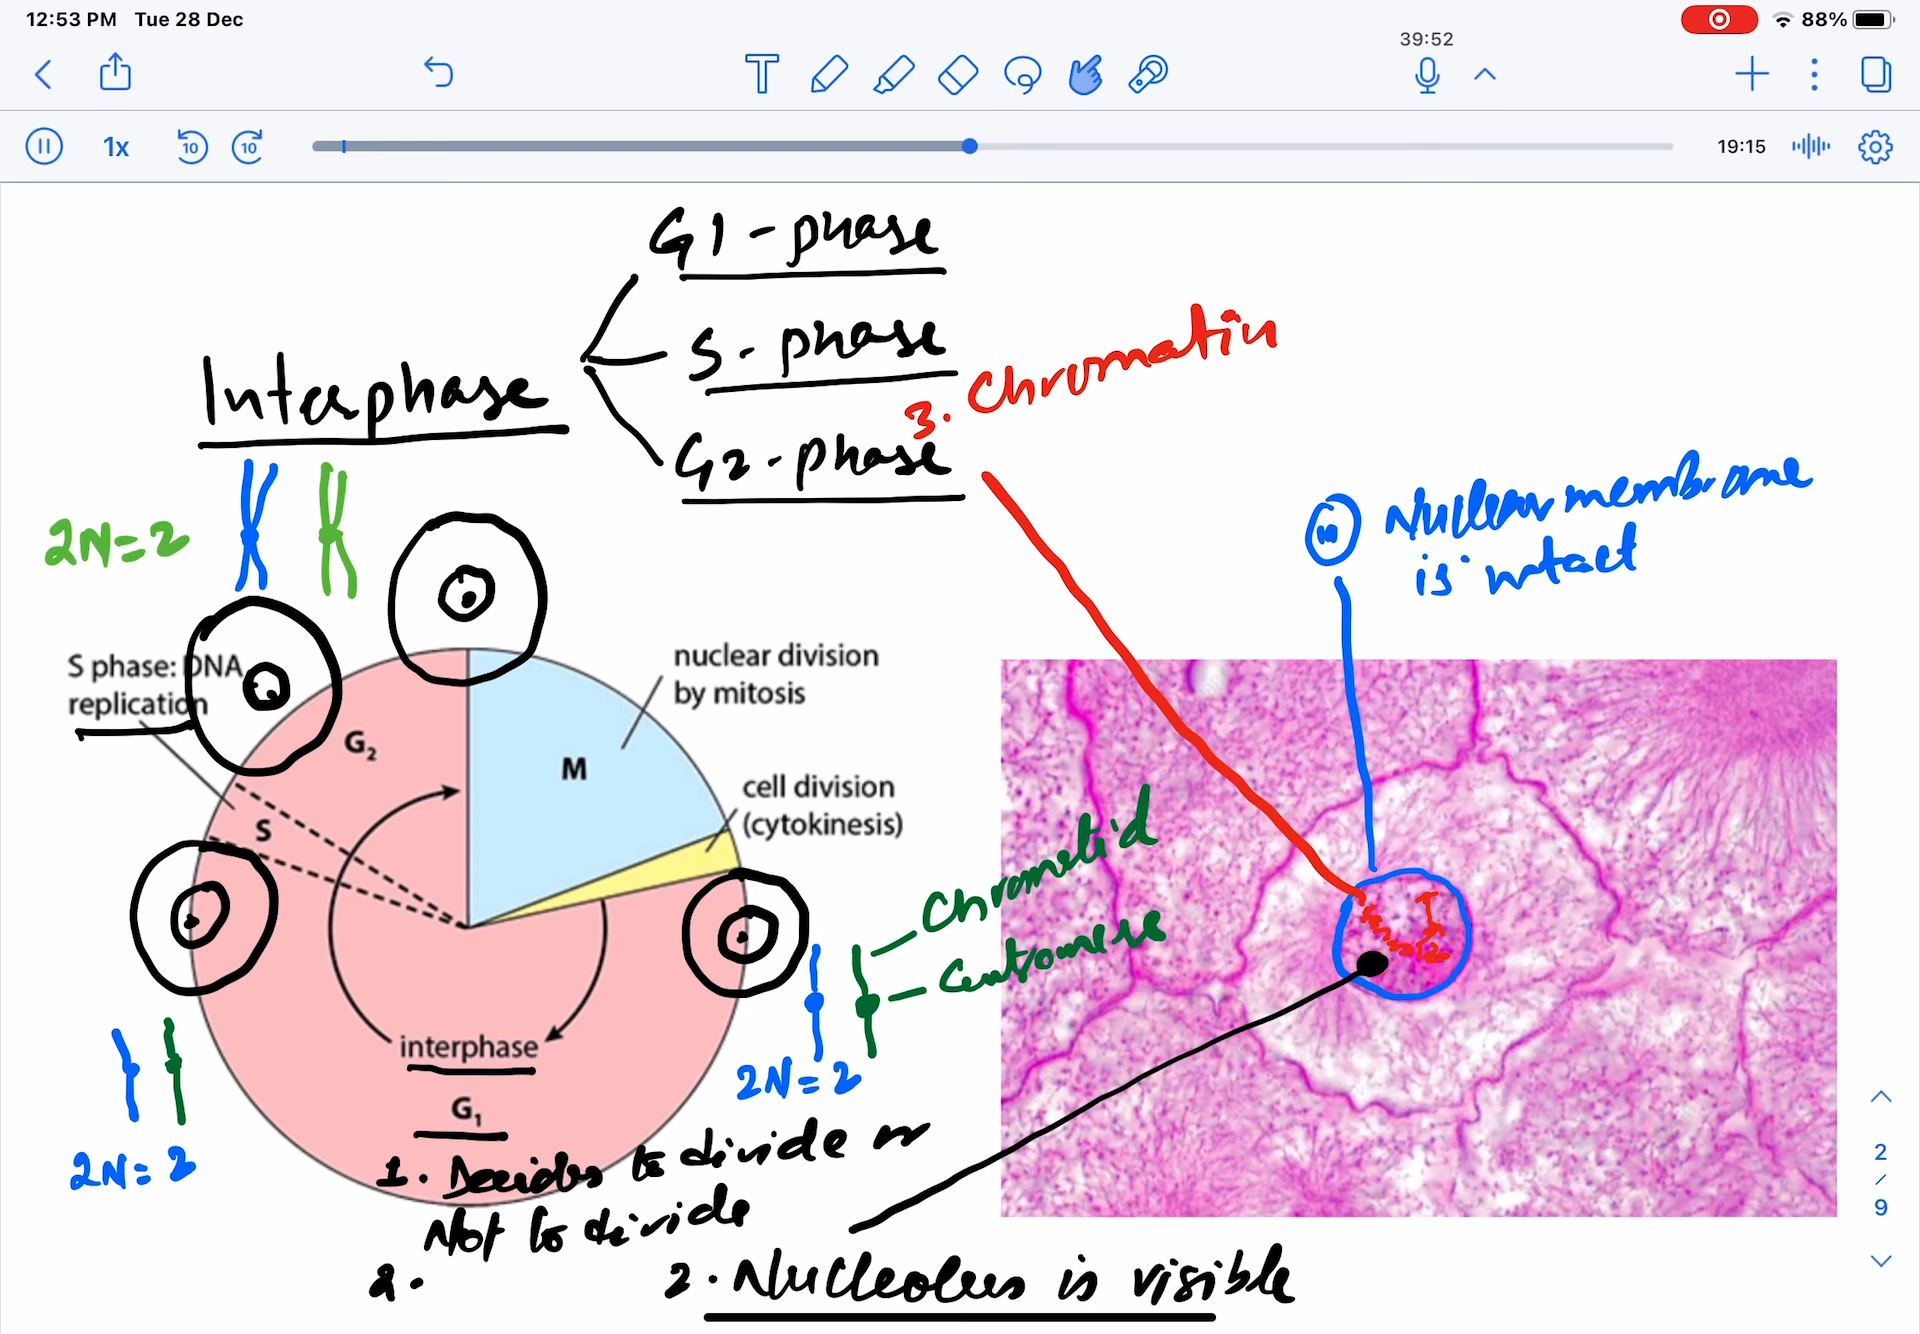 12:53 PM Tue 28 Dec
88%
39:52
1x
10
10
19:15
G1 - phase
S - phase
3. Chromatin
Interphase
G2 - phase
① Nuclear membrane
is intact
2N=2
S phase: DNA
replication
nuclear division
by mitosis
G₂
M
cell division
(cytokinesis)
S
Chromatid
Centromere
interphase
2N=2
G₁
2N=2
1. Decides to divide or
Not to divide
2.
2. Nucleolus is visible
2
/
9